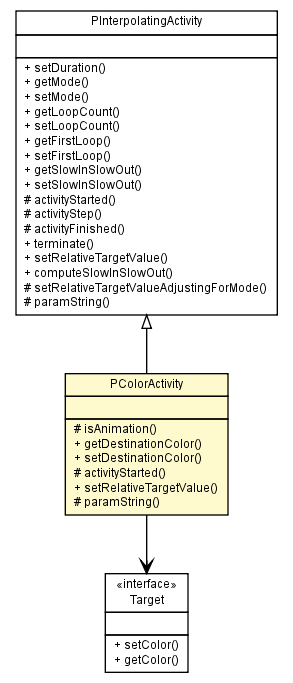 PInterpolatingActivity
+ setDuration()
+ getMode()
+ setMode()
+ getLoopCount()
+ setLoopCount()
+ getFirstLoop()
+ setFirstLoop()
+ getSlowInSlowOut()
+ setSlowInSlowOut()
# activityStarted()
# activityStep()
# activityFinished()
+ terminate()
+ setRelativeTargetValue()
+ computeSlowInSlowOut()
# setRelativeTargetValueAdjustingForMode()
# paramString()
PColorActivity
# isAnimation()
+ getDestinationColor()
+ setDestinationColor()
# activityStarted()
+ setRelativeTargetValue()
# paramString()
«interface»
Target
+ setColor()
+ getColor()